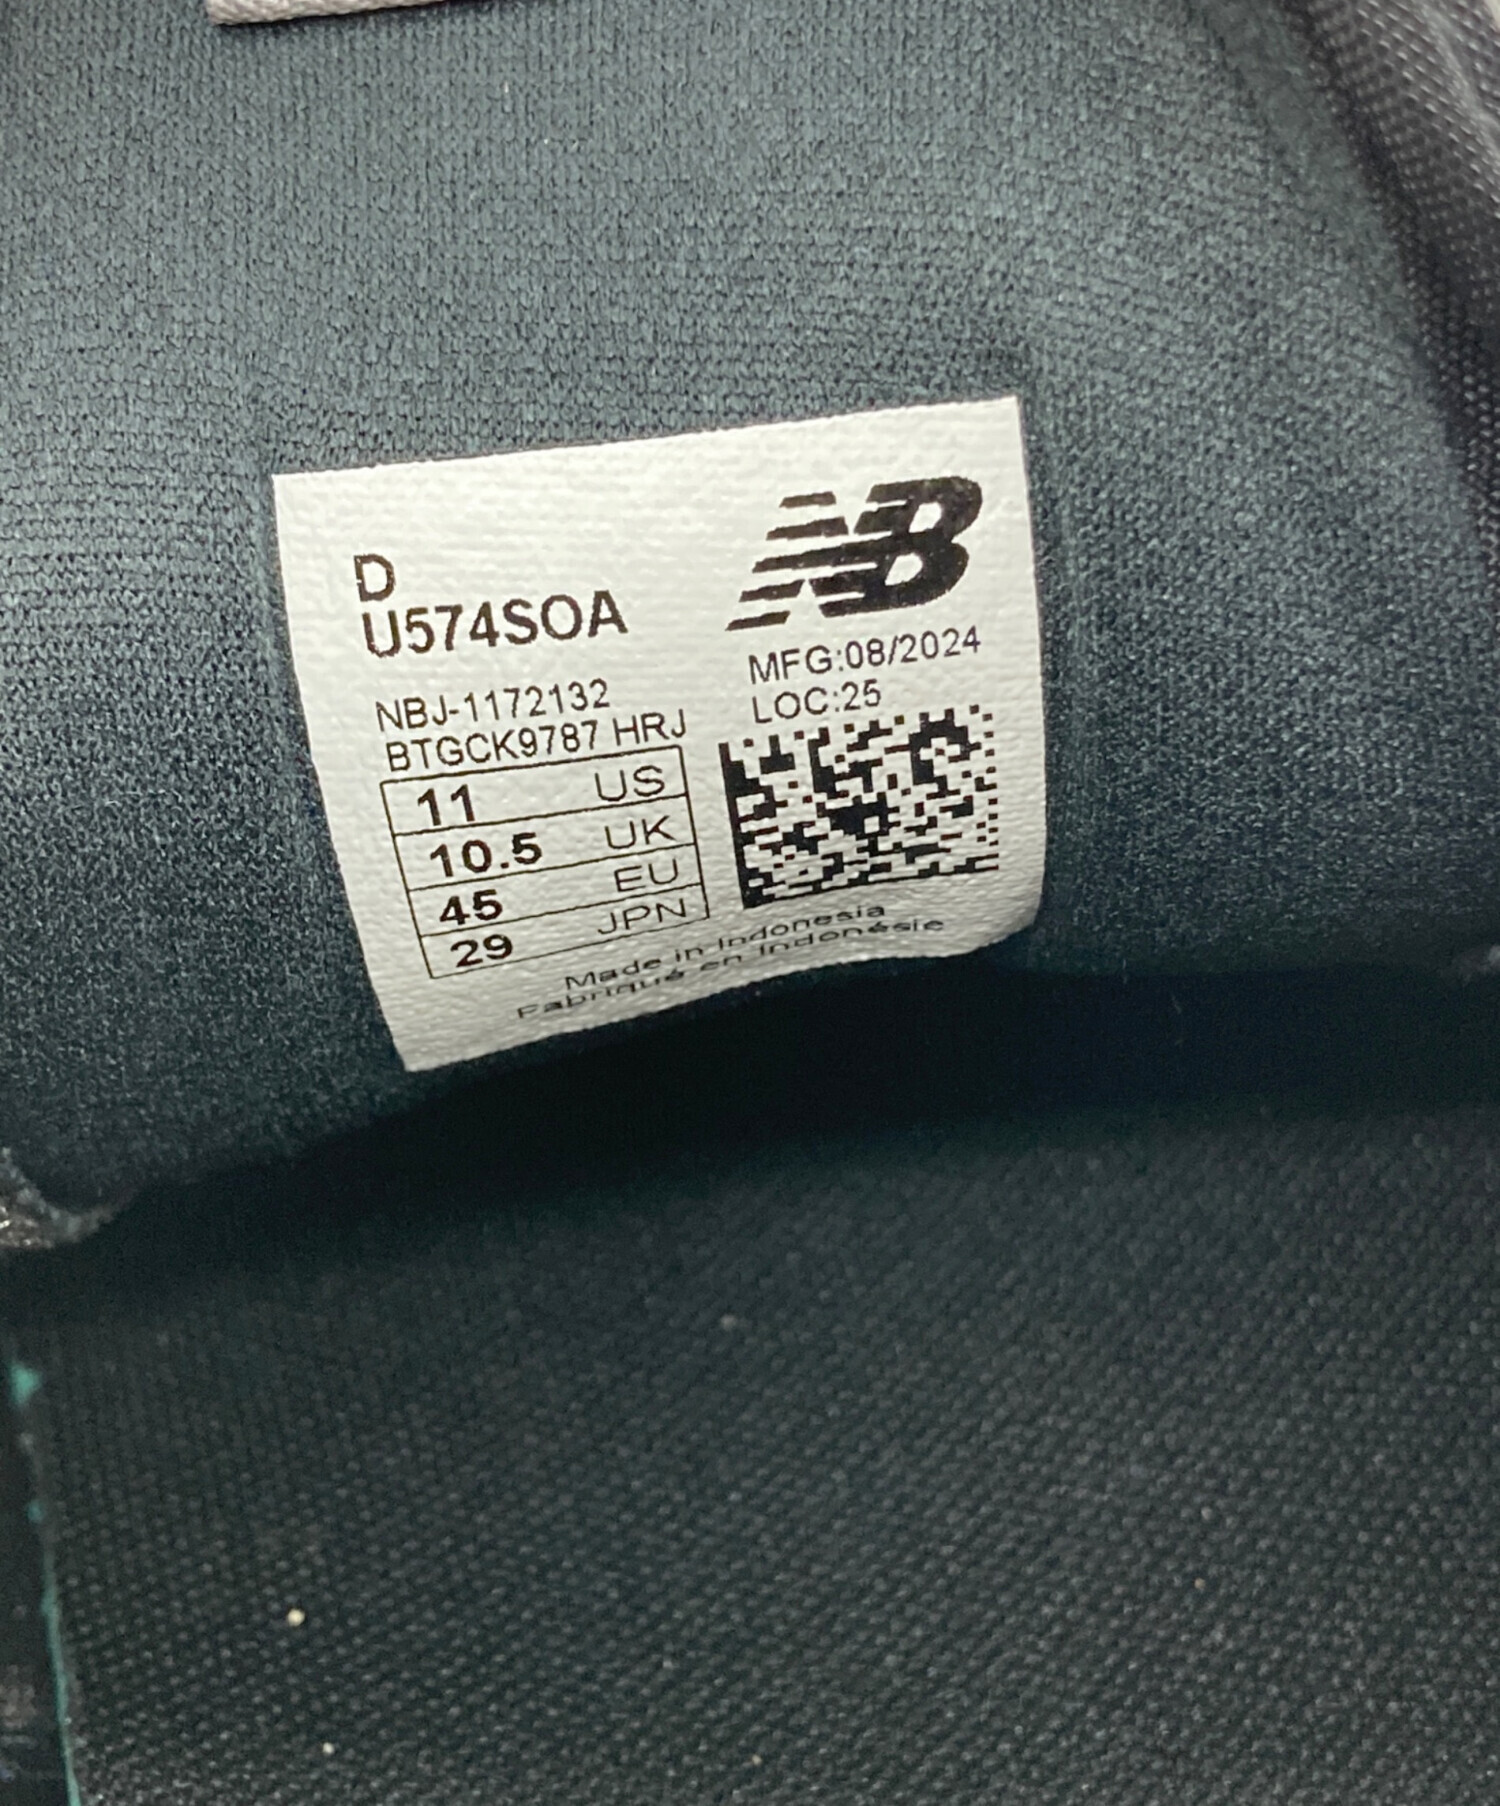 D
U574SOA
NBJ-1172132
BTGCK9787 HRJ
11 US
10.5 UK
45 EU
29 JPN
NB
MFG:08/2024
LOC:25
Made in Indonesia
Fabriqué en Indonésie